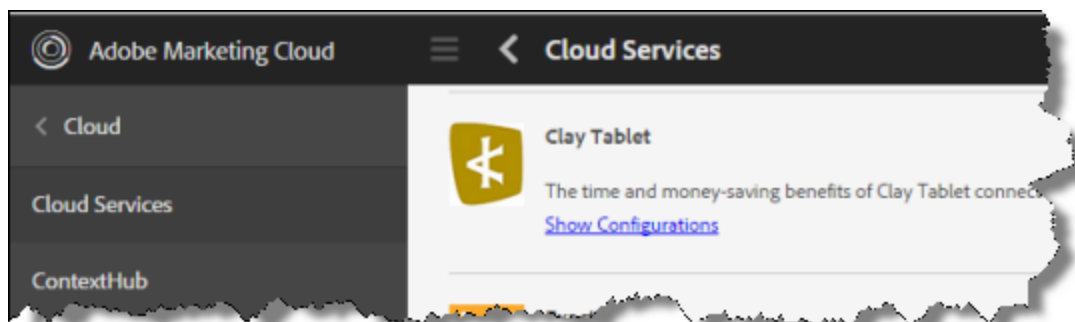 Adobe Marketing Cloud
Cloud Services
Cloud
Clay Tablet
Cloud Services
The time and money-saving benefits of Clay Tablet
Show Configurations
ContextHub